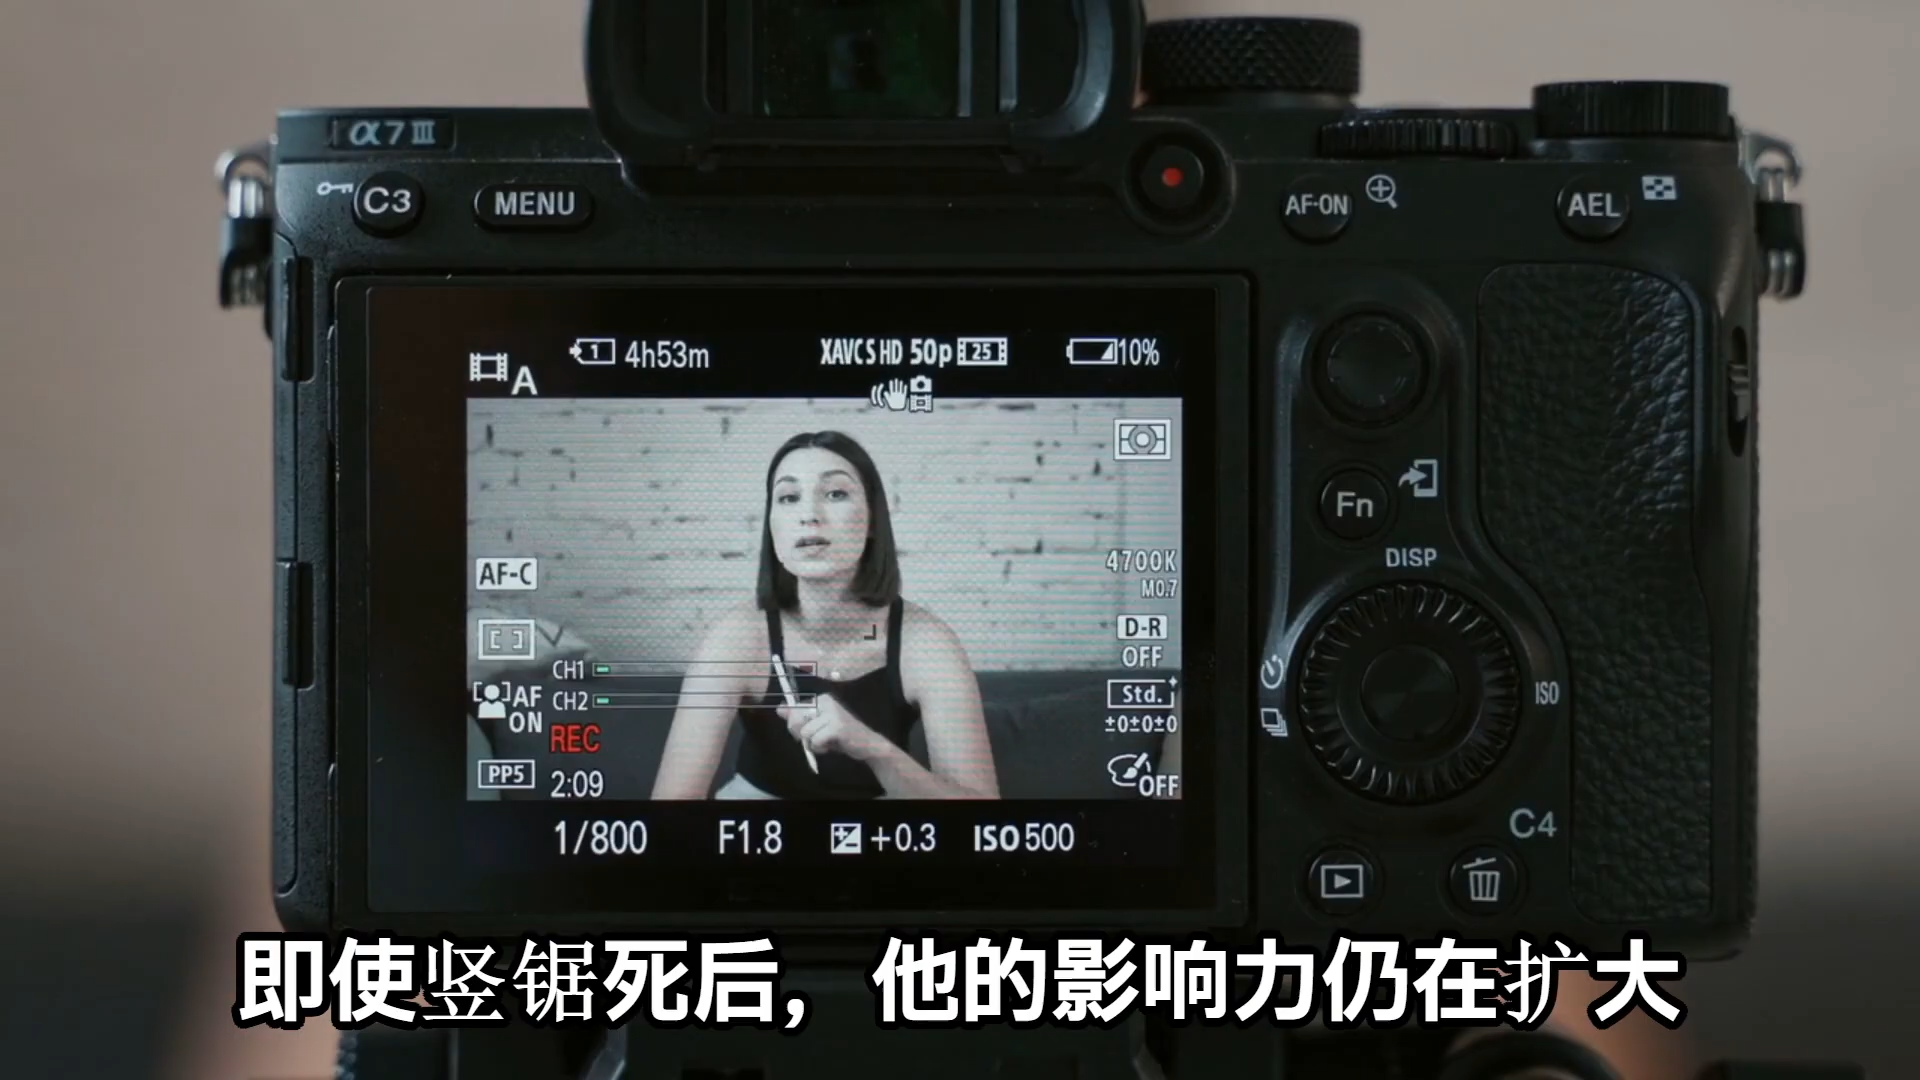 α7III
C3
MENU
AF-ON
AEL
1 4h53m
XAVC S HD 50p 25
10%
A
AF-C
4700K
M0.7
D-R
OFF
CH1
CH2
AF
ON
REC
Std.
±0±0±0
PP5
2:09
OFF
1/800 F1.8 +0.3 ISO 500
Fn
DISP
ISO
C4
即使竖锯死后，他的影响力仍在扩大